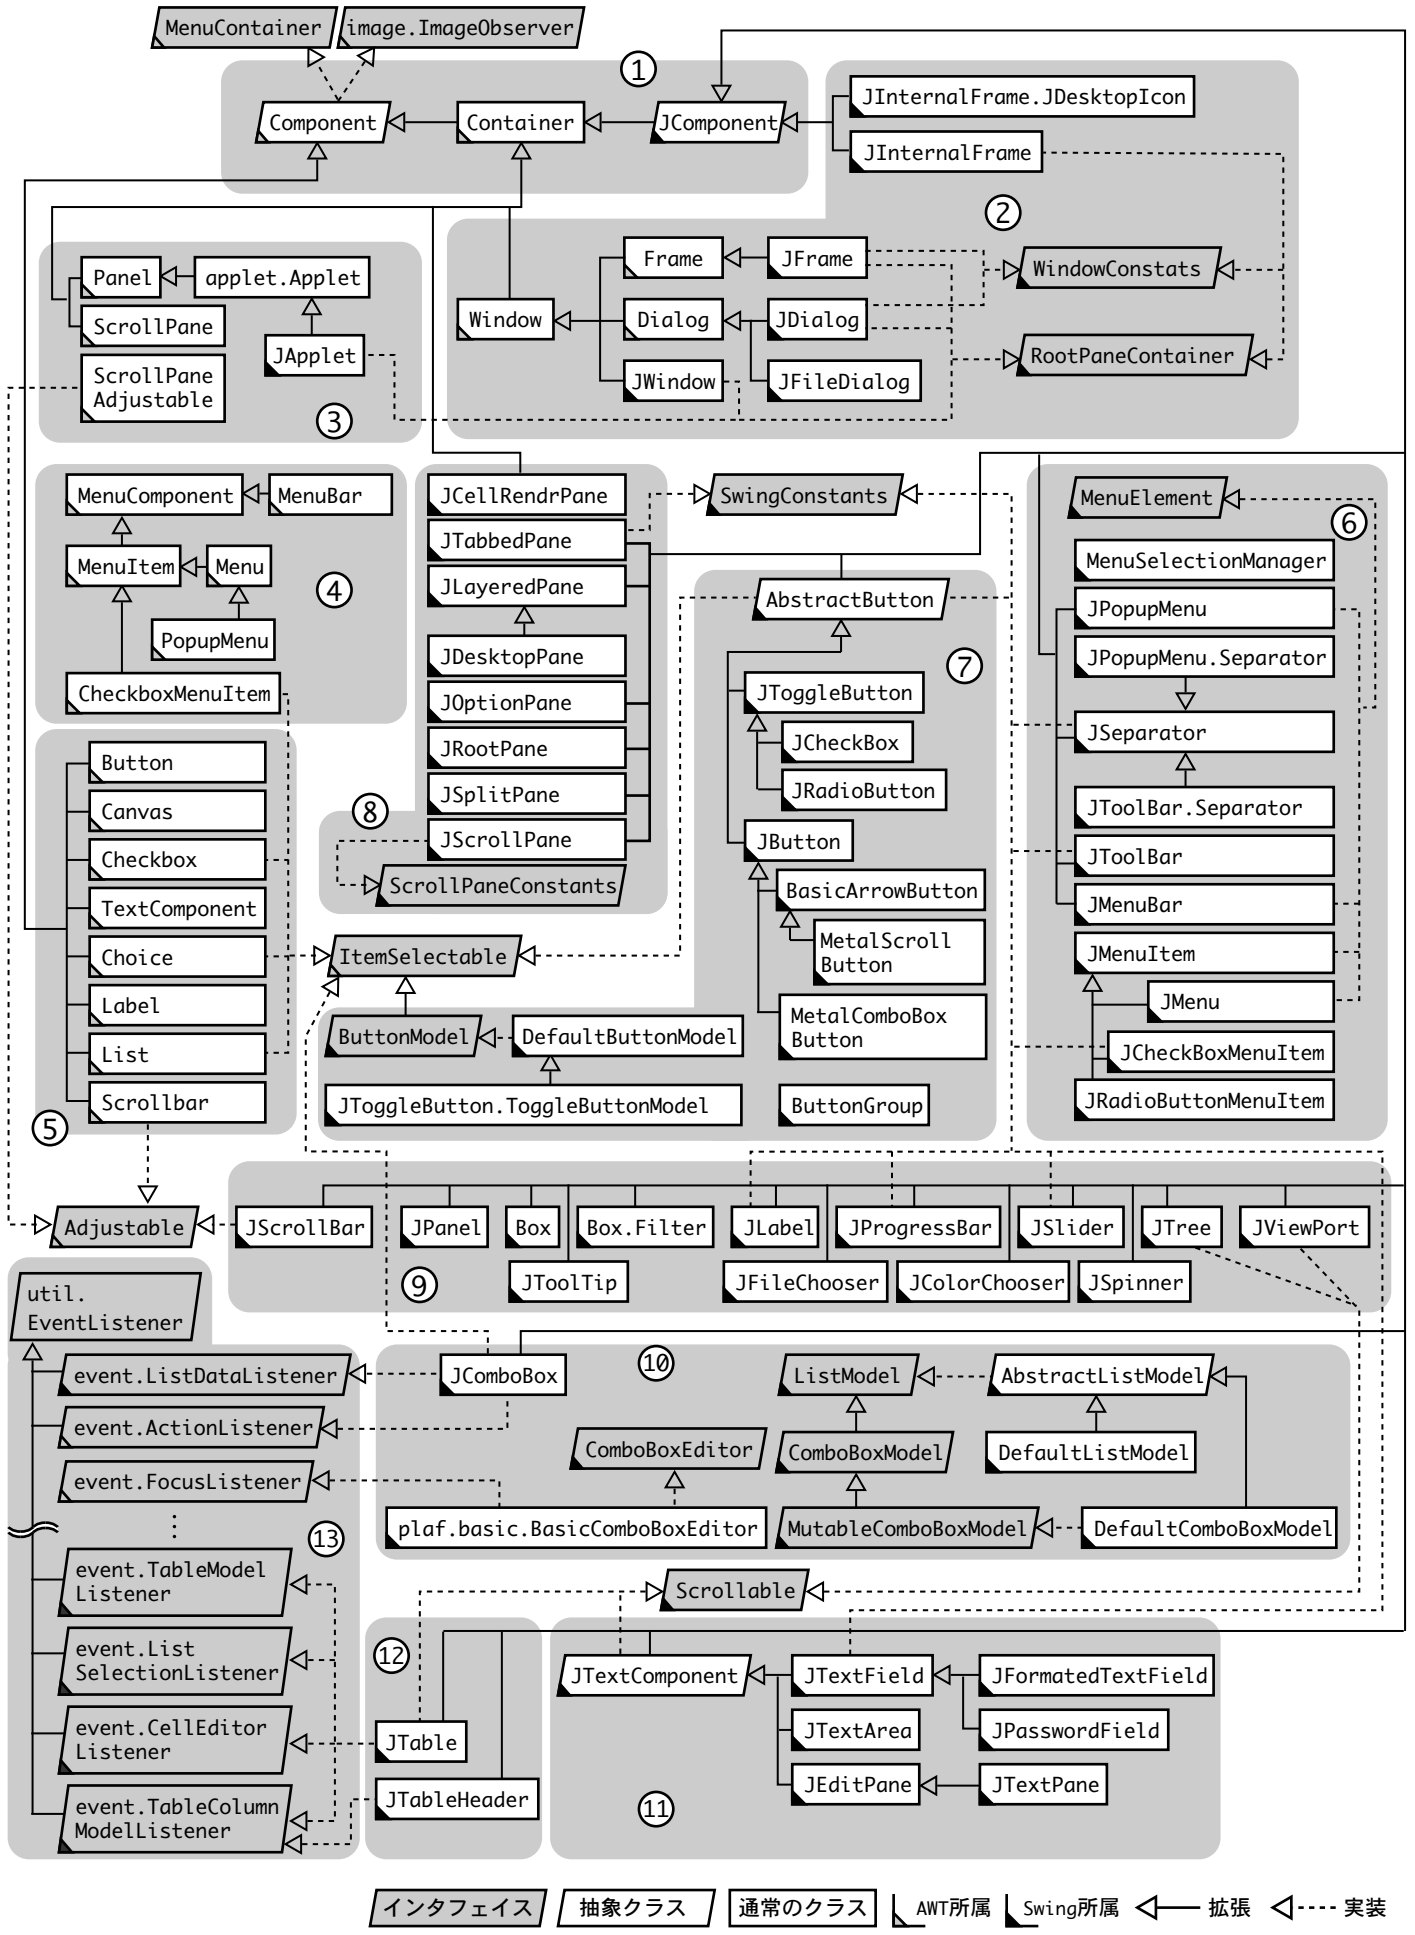 MenuContainer
image.ImageObserver
①
Component
Container
JComponent
JInternalFrame.JDesktopIcon
JInternalFrame
②
Frame
JFrame
WindowConstats
Window
Dialog
JDialog
RootPaneContainer
JWindow
JFileDialog
Panel
applet.Applet
ScrollPane
JApplet
ScrollPane
Adjustable
③
MenuComponent
MenuBar
MenuItem
Menu
④
PopupMenu
CheckboxMenuItem
JCellRendrPane
JTabbedPane
JLayeredPane
JDesktopPane
JOptionPane
JRootPane
JSplitPane
⑧
JScrollPane
ScrollPaneConstants
SwingConstants
AbstractButton
⑦
JToggleButton
JCheckBox
JRadioButton
JButton
BasicArrowButton
MetalScroll
Button
MetalComboBox
Button
ButtonGroup
MenuElement
⑥
MenuSelectionManager
JPopupMenu
JPopupMenu.Separator
JSeparator
JToolBar.Separator
JToolBar
JMenuBar
JMenuItem
JMenu
JCheckBoxMenuItem
JRadioButtonMenuItem
Button
Canvas
Checkbox
TextComponent
Choice
Label
List
Scrollbar
⑤
ItemSelectable
ButtonModel
DefaultButtonModel
JToggleButton.ToggleButtonModel
Adjustable
JScrollBar
JPanel
Box
Box.Filter
JLabel
JProgressBar
JSlider
JTree
JViewPort
⑨
JToolTip
JFileChooser
JColorChooser
JSpinner
util.
EventListener
event.ListDataListener
event.ActionListener
event.FocusListener
⋮
⑬
event.TableModel
Listener
event.List
SelectionListener
event.CellEditor
Listener
event.TableColumn
ModelListener
JComboBox
⑩
ListModel
AbstractListModel
ComboBoxEditor
ComboBoxModel
DefaultListModel
plaf.basic.BasicComboBoxEditor
MutableComboBoxModel
DefaultComboBoxModel
Scrollable
⑫
JTable
JTableHeader
JTextComponent
JTextField
JFormatedTextField
JTextArea
JPasswordField
JEditPane
JTextPane
⑪
インタフェイス
抽象クラス
通常のクラス
AWT所属
Swing所属
拡張
実装